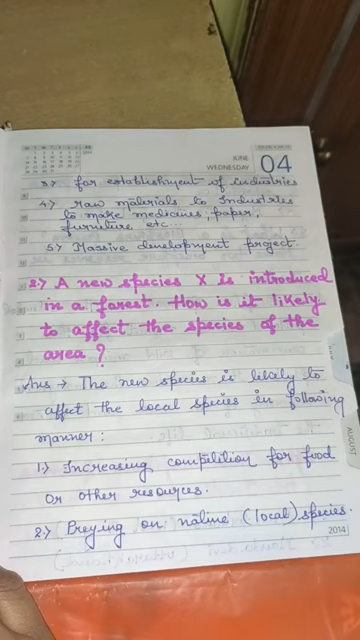 JUNE
WEDNESDAY
04
3> for establishment of industries
4> raw materials to Industries
to make medicines, paper,
furniture etc...
5> Massive development project.
2> A new species X is introduced
in a forest. How is it likely
to affect the species of the
area?
Ans → The new species is likely to
affect the local species in following
manner:
1.> Increasing competition for food
or other resources.
2.> Preying on native (local) species.
AUGUST
2014